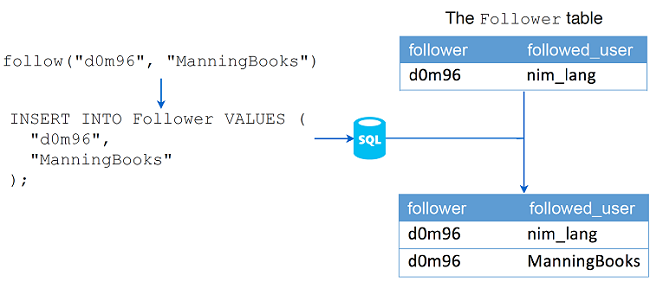 The Follower table
follower followed_user
d0m96 nim_lang
follow("d0m96", "ManningBooks")
INSERT INTO Follower VALUES (
"d0m96",
"ManningBooks"
);
SQL
follower followed_user
d0m96 nim_lang
d0m96 ManningBooks